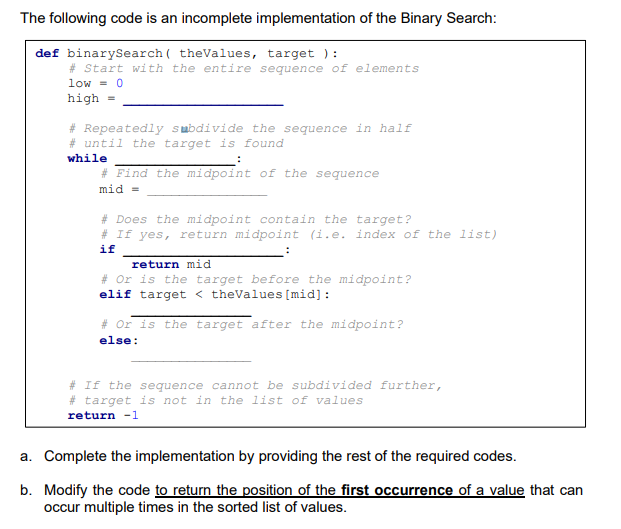 The following code is an incomplete implementation of the Binary Search:
def binarySearch( theValues, target ):
# Start with the entire sequence of elements
low = 0
high = ____________________
# Repeatedly subdivide the sequence in half
# until the target is found
while _______________:
# Find the midpoint of the sequence
mid = _______________
# Does the midpoint contain the target?
# If yes, return midpoint (i.e. index of the list)
if ____________________:
return mid
# Or is the target before the midpoint?
elif target < theValues[mid]:
_______________
# Or is the target after the midpoint?
else:
_______________
# If the sequence cannot be subdivided further,
# target is not in the list of values
return -1
a. Complete the implementation by providing the rest of the required codes.
b. Modify the code to return the position of the first occurrence of a value that can
occur multiple times in the sorted list of values.